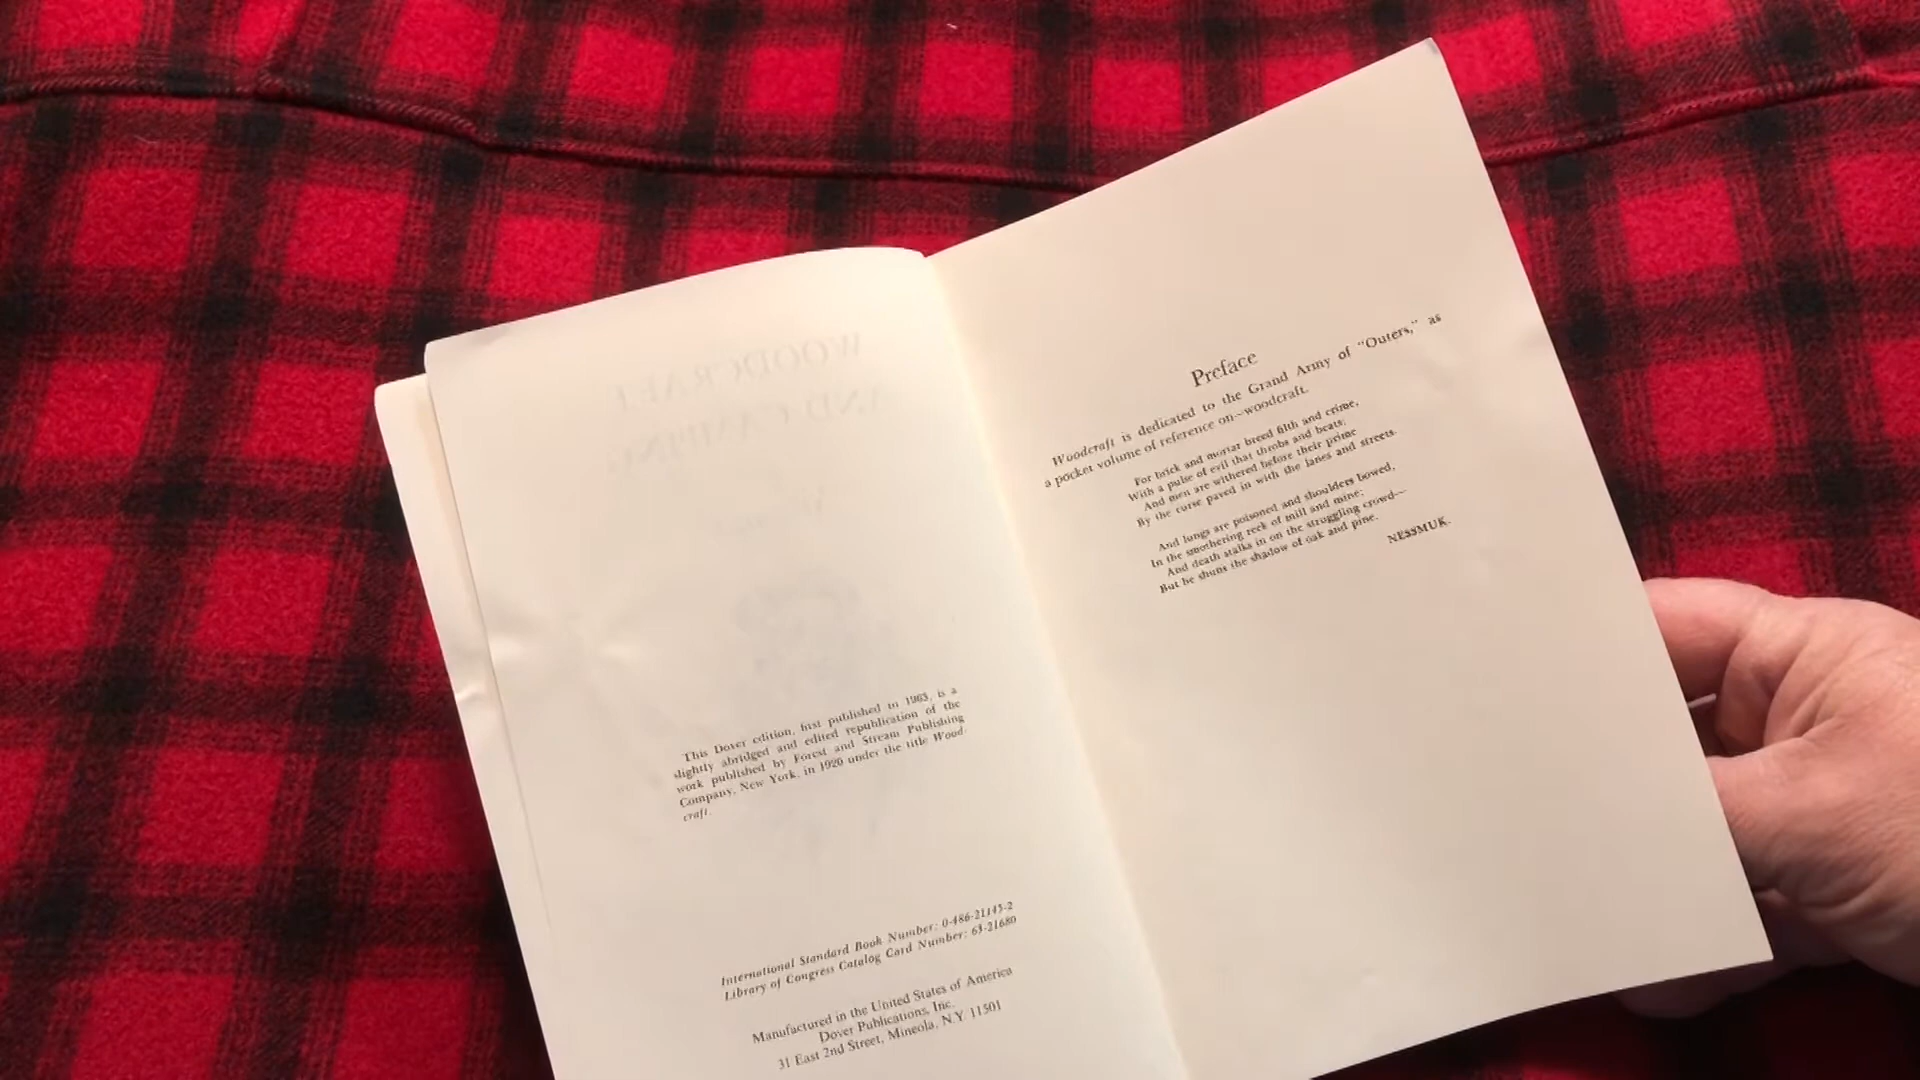 WOODCRAFT
AND CAMPING
This Dover edition, first published in 1963, is a
slightly abridged and edited republication of the
work published by Forest and Stream Publishing
Company, New York, in 1920 under the title Wood-
craft.
International Standard Book Number: 0-486-21145-2
Library of Congress Catalog Card Number: 63-21680
Manufactured in the United States of America
Dover Publications, Inc.
31 East 2nd Street, Mineola, N.Y 11501
Preface
Woodcraft is dedicated to the Grand Army of "Outers," as
a pocket volume of reference on—woodcraft.
For brick and mortar breed filth and crime,
With a pulse of evil that throbs and beats;
And men are withered before their prime
By the curse paved in with the lanes and streets.
And lungs are poisoned and shoulders bowed,
In the smothering reek of mill and mine;
And death stalks in on the struggling crowd—
But he shuns the shadow of oak and pine.
NESSMUK.